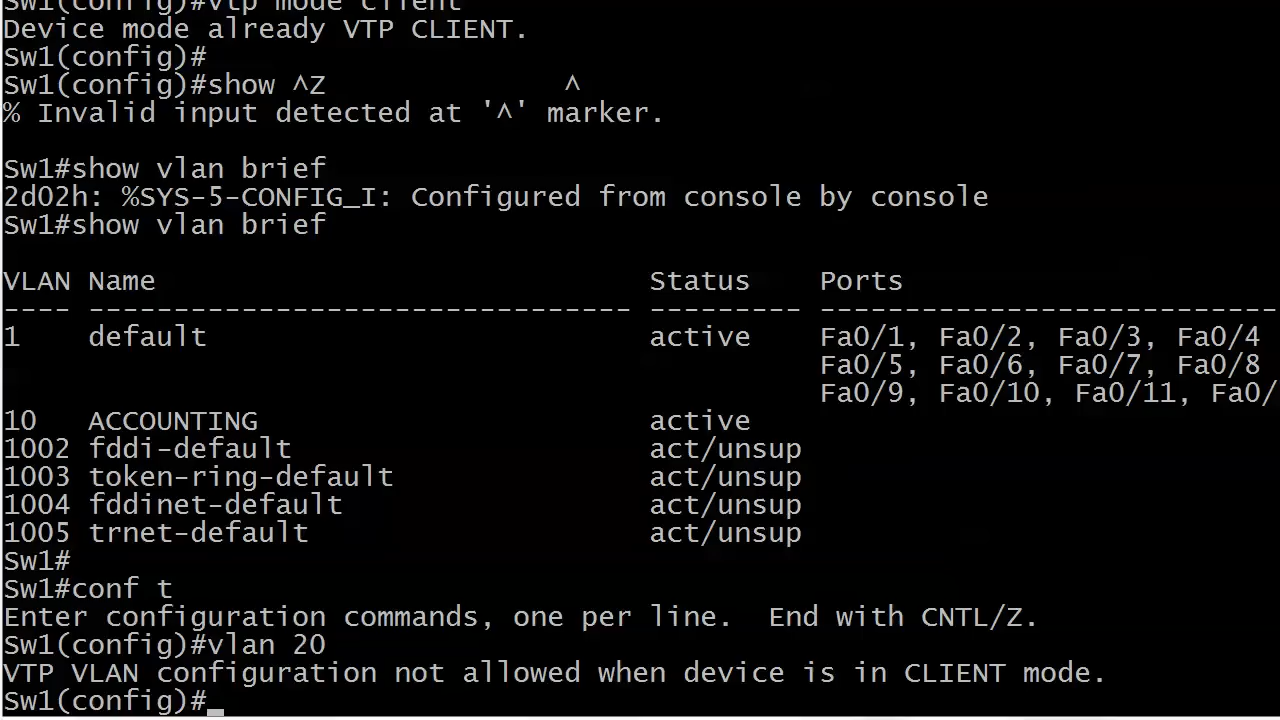 Sw1(config)#vtp mode client
Device mode already VTP CLIENT.
Sw1(config)#
Sw1(config)#show ^Z              ^
% Invalid input detected at '^' marker.

Sw1#show vlan brief
2d02h: %SYS-5-CONFIG_I: Configured from console by console
Sw1#show vlan brief

VLAN Name                             Status    Ports
---- -------------------------------- --------- ---------------------------
1    default                          active    Fa0/1, Fa0/2, Fa0/3, Fa0/4
                                                Fa0/5, Fa0/6, Fa0/7, Fa0/8
                                                Fa0/9, Fa0/10, Fa0/11, Fa0/
10   ACCOUNTING                       active
1002 fddi-default                     act/unsup
1003 token-ring-default               act/unsup
1004 fddinet-default                  act/unsup
1005 trnet-default                    act/unsup
Sw1#
Sw1#conf t
Enter configuration commands, one per line.  End with CNTL/Z.
Sw1(config)#vlan 20
VTP VLAN configuration not allowed when device is in CLIENT mode.
Sw1(config)#